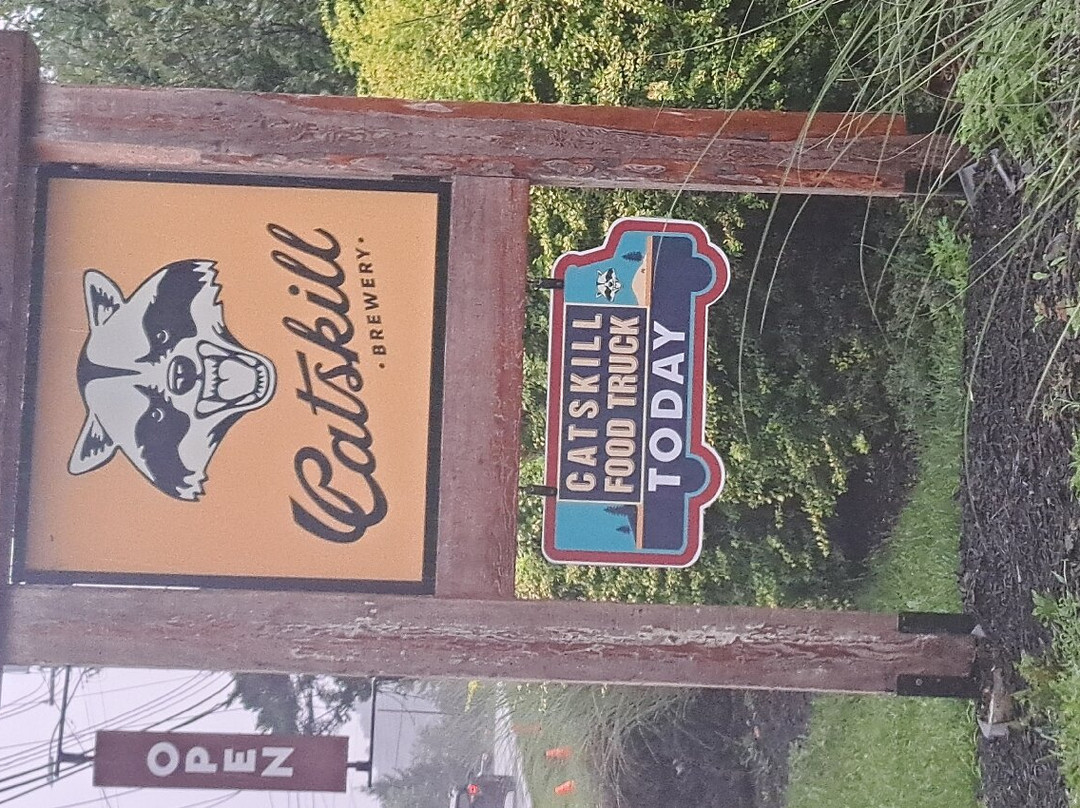 Catskill
• BREWERY •
CATSKILL
FOOD TRUCK
TODAY
OPEN